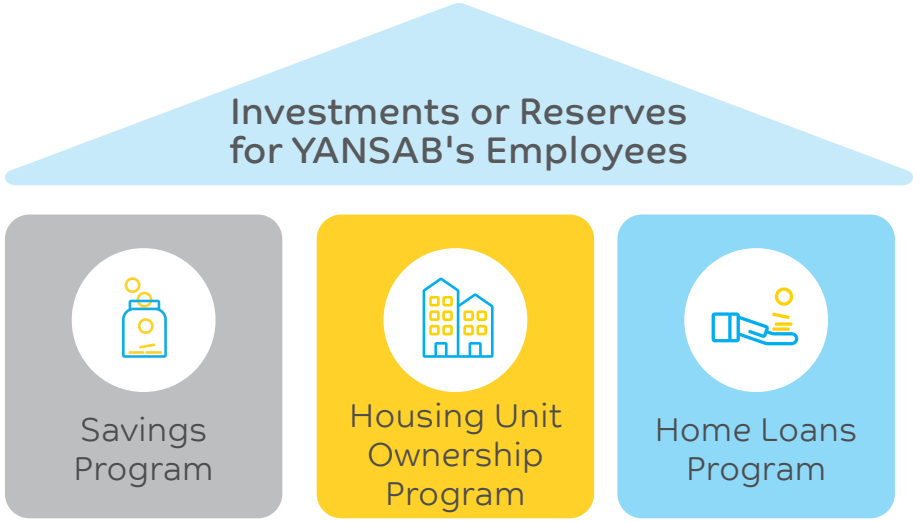 Investments or Reserves
for YANSAB's Employees
Savings
Program
Housing Unit
Ownership
Program
Home Loans
Program